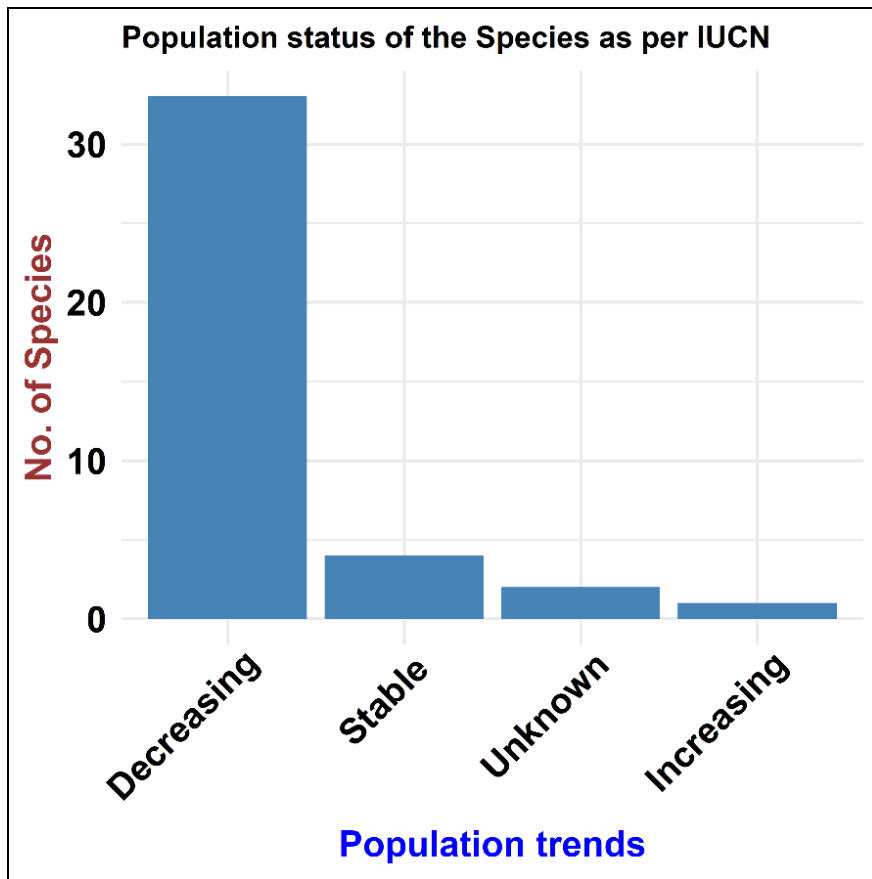 Population status of the Species as per IUCN
No. of Species
30
20
10
0
Decreasing
Stable
Unknown
Increasing
Population trends